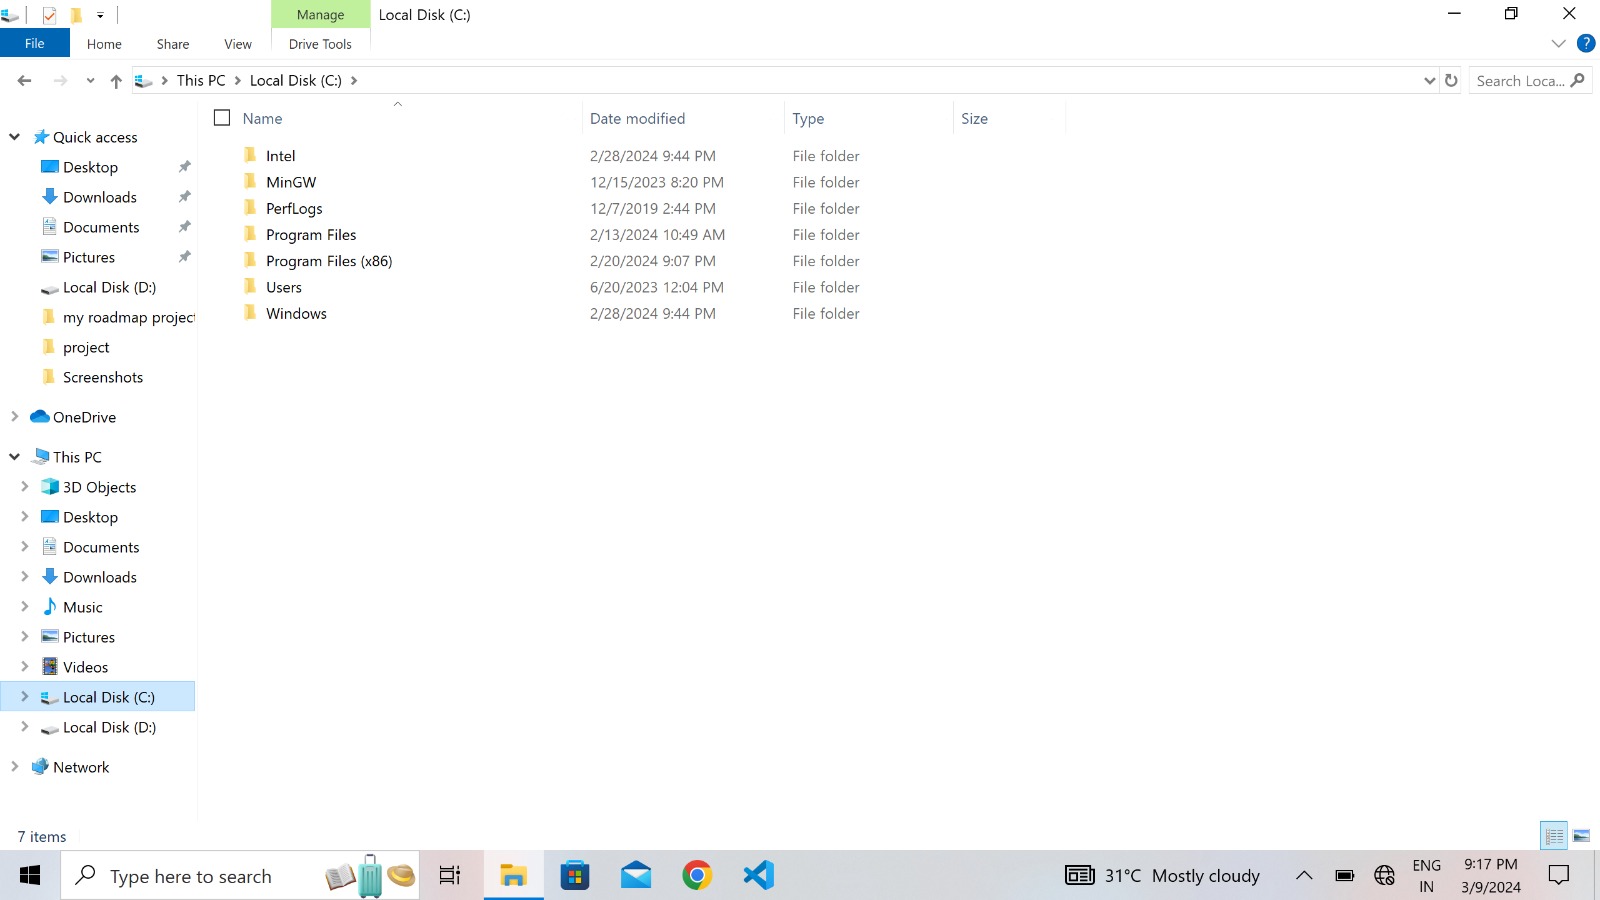 Manage
Local Disk (C:)
File
Home
Share
View
Drive Tools
?
This PC
Local Disk (C:)
Search Loca...
Name
Date modified
Type
Size
Quick access
Desktop
Downloads
Documents
Pictures
Local Disk (D:)
my roadmap project
project
Screenshots
OneDrive
This PC
3D Objects
Desktop
Documents
Downloads
Music
Pictures
Videos
Local Disk (C:)
Local Disk (D:)
Network
Intel 2/28/2024 9:44 PM File folder
MinGW 12/15/2023 8:20 PM File folder
PerfLogs 12/7/2019 2:44 PM File folder
Program Files 2/13/2024 10:49 AM File folder
Program Files (x86) 2/20/2024 9:07 PM File folder
Users 6/20/2023 12:04 PM File folder
Windows 2/28/2024 9:44 PM File folder
7 items
Type here to search
31°C Mostly cloudy
ENG
IN
9:17 PM
3/9/2024